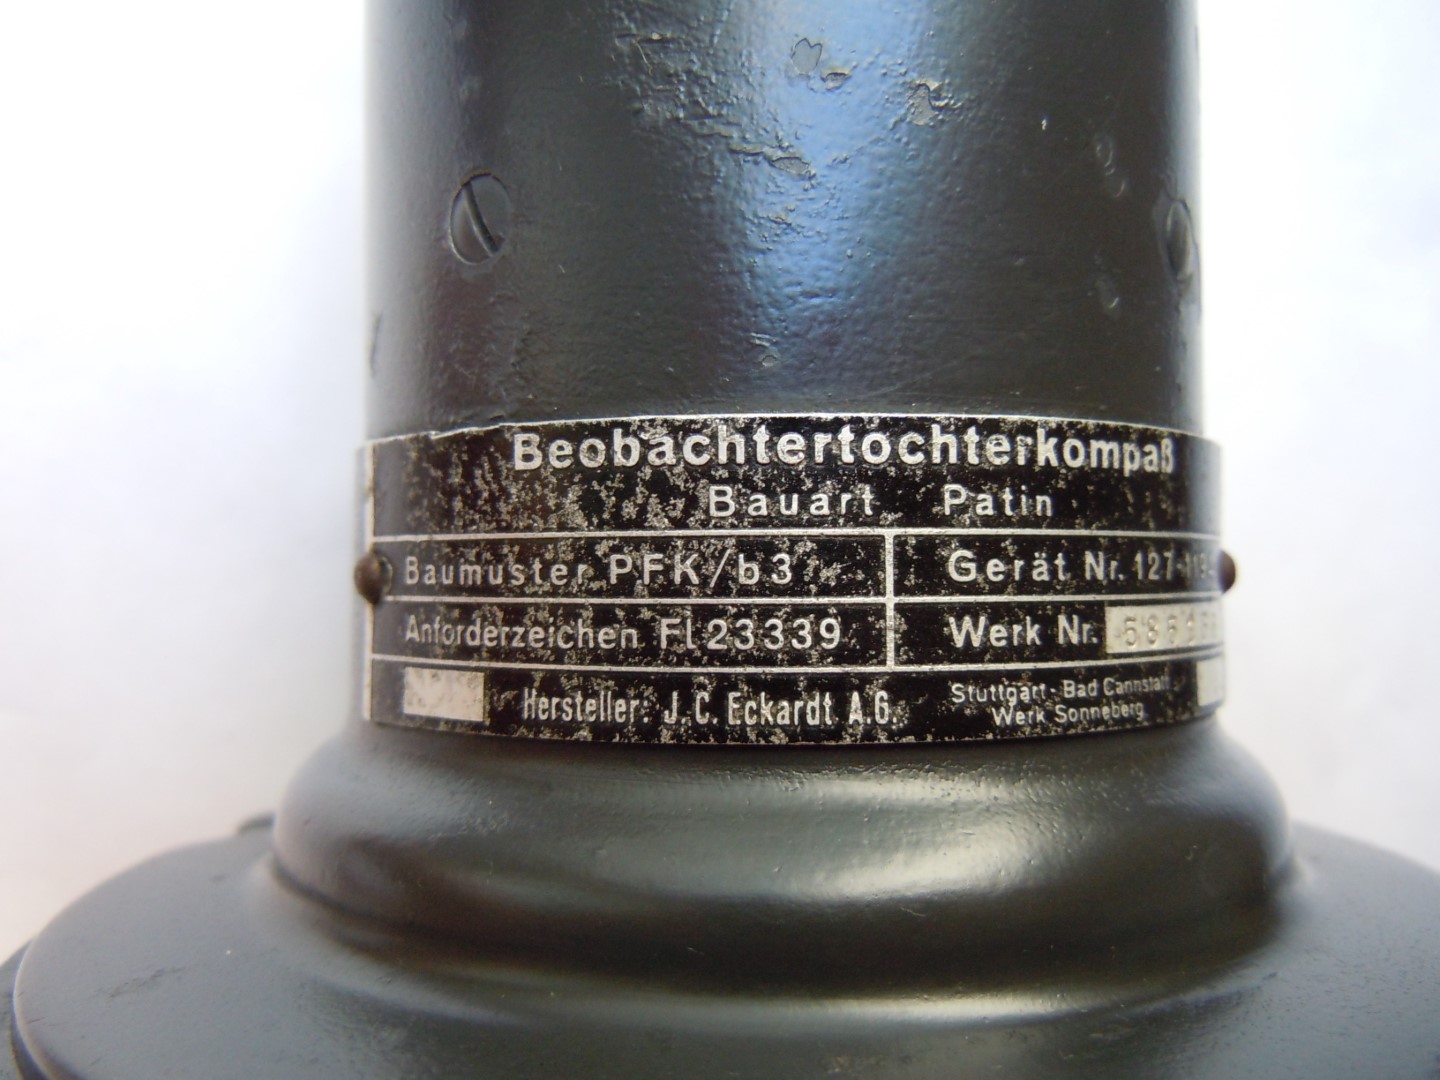 Beobachtertochterkompaß
Bauart Patin
Baumuster PFK/b3
Gerät Nr. 127-
Anforderzeichen Fl 23339
Werk Nr.
Hersteller: J.C. Eckardt A.G.
Stuttgart-Bad Cannstatt
Werk Sonneberg